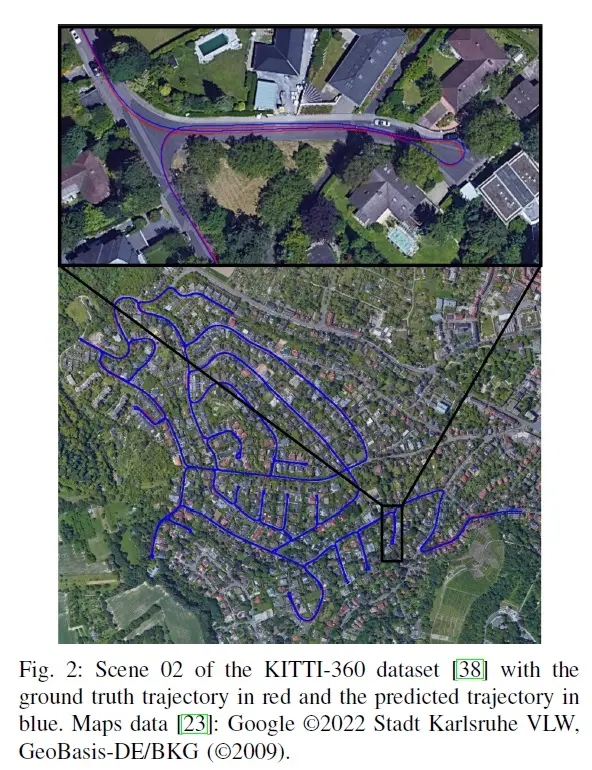 Fig. 2: Scene 02 of the KITTI-360 dataset [38] with the
ground truth trajectory in red and the predicted trajectory in
blue. Maps data [23]: Google ©2022 Stadt Karlsruhe VLW,
GeoBasis-DE/BKG (©2009).